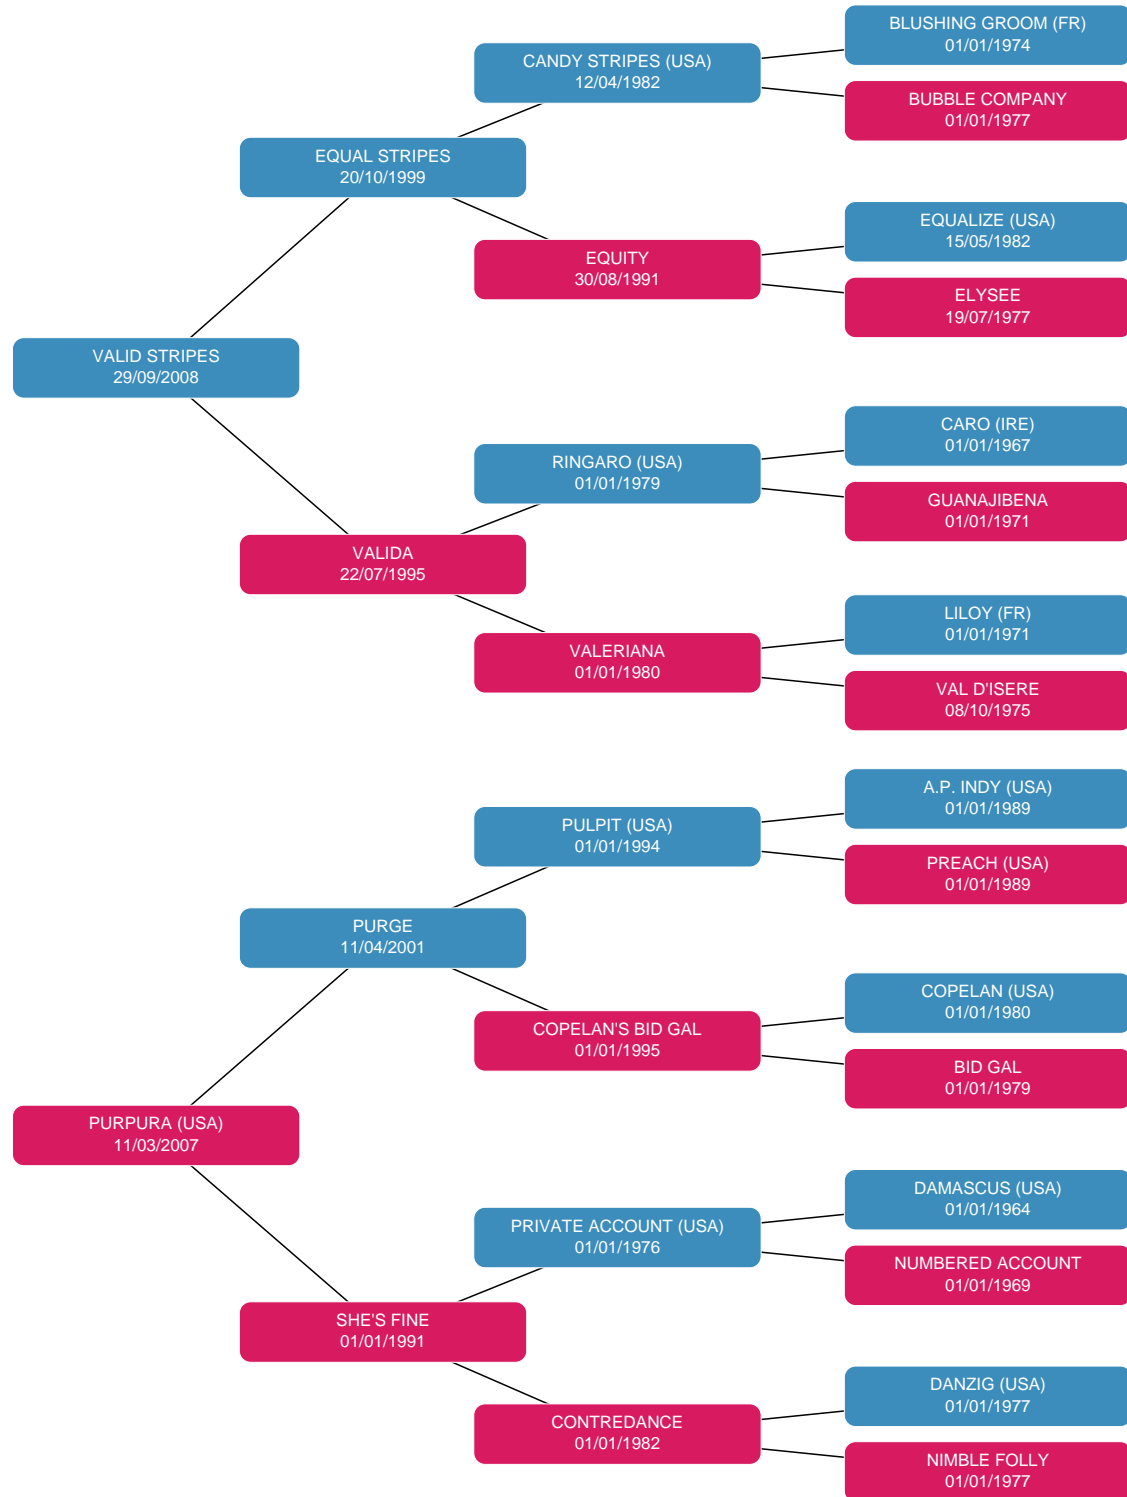 BLUSHING GROOM (FR)
01/01/1974
CANDY STRIPES (USA)
12/04/1982
BUBBLE COMPANY
01/01/1977
EQUAL STRIPES
20/10/1999
EQUALIZE (USA)
15/05/1982
EQUITY
30/08/1991
ELYSEE
19/07/1977
VALID STRIPES
29/09/2008
CARO (IRE)
01/01/1967
RINGARO (USA)
01/01/1979
GUANAJIBENA
01/01/1971
VALIDA
22/07/1995
LILOY (FR)
01/01/1971
VALERIANA
01/01/1980
VAL D'ISERE
08/10/1975
A.P. INDY (USA)
01/01/1989
PULPIT (USA)
01/01/1994
PREACH (USA)
01/01/1989
PURGE
11/04/2001
COPELAN (USA)
01/01/1980
COPELAN'S BID GAL
01/01/1995
BID GAL
01/01/1979
PURPURA (USA)
11/03/2007
DAMASCUS (USA)
01/01/1964
PRIVATE ACCOUNT (USA)
01/01/1976
NUMBERED ACCOUNT
01/01/1969
SHE'S FINE
01/01/1991
DANZIG (USA)
01/01/1977
CONTREDANCE
01/01/1982
NIMBLE FOLLY
01/01/1977